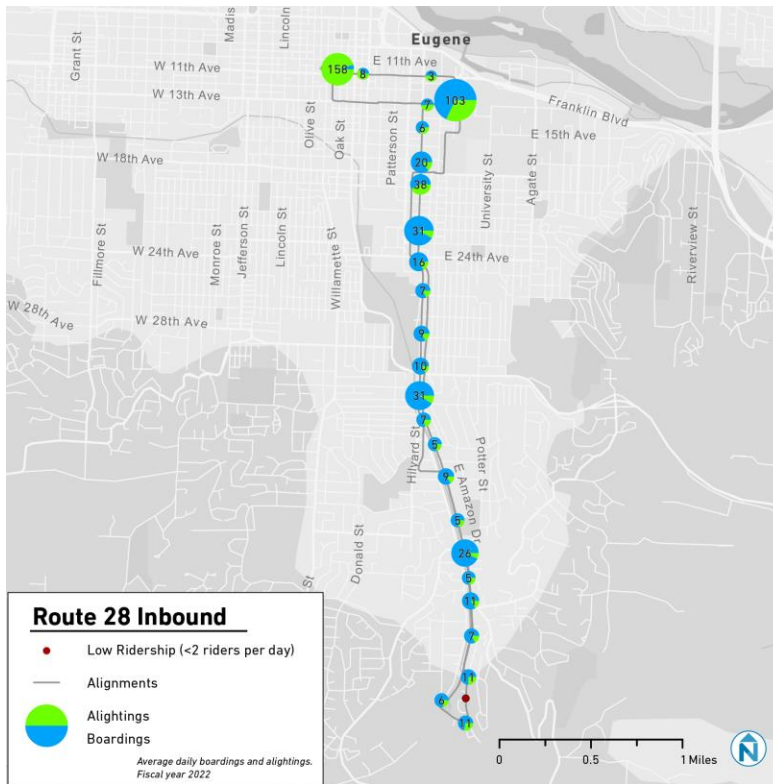 Madis
Lincoln
Grant St
Eugene
W 11th Ave
158
8
E 11th Ave
3
W 13th Ave
7
103
Franklin Blvd
Olive St
Oak St
Patterson St
6
E 15th Ave
W 18th Ave
20
38
University St
Agate St
Fillmore St
Monroe St
Jefferson St
Lincoln St
Willamette St
31
W 24th Ave
16
E 24th Ave
Riverview St
7
W 28th Ave
W 28th Ave
9
10
31
7
Hilyard St
5
Potter St
9
E Amazon Dr
5
Donald St
26
St
5
11
7
11
6
11
Route 28 Inbound
Low Ridership (<2 riders per day)
Alignments
Alightings
Boardings
Average daily boardings and alightings.
Fiscal year 2022
0 0.5 1 Miles
N